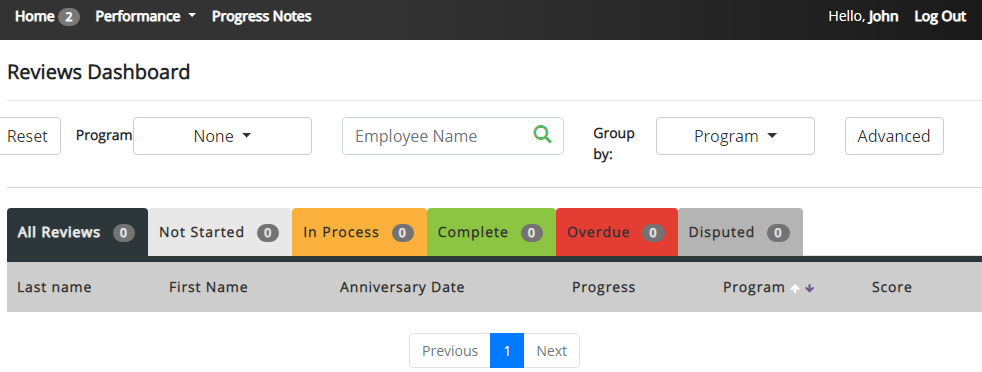 Home 2 Performance Progress Notes Hello, John Log Out
Reviews Dashboard
Reset Program None Employee Name Group by: Program Advanced
All Reviews 0 Not Started 0 In Process 0 Complete 0 Overdue 0 Disputed 0
Last name First Name Anniversary Date Progress Program Score
Previous 1 Next